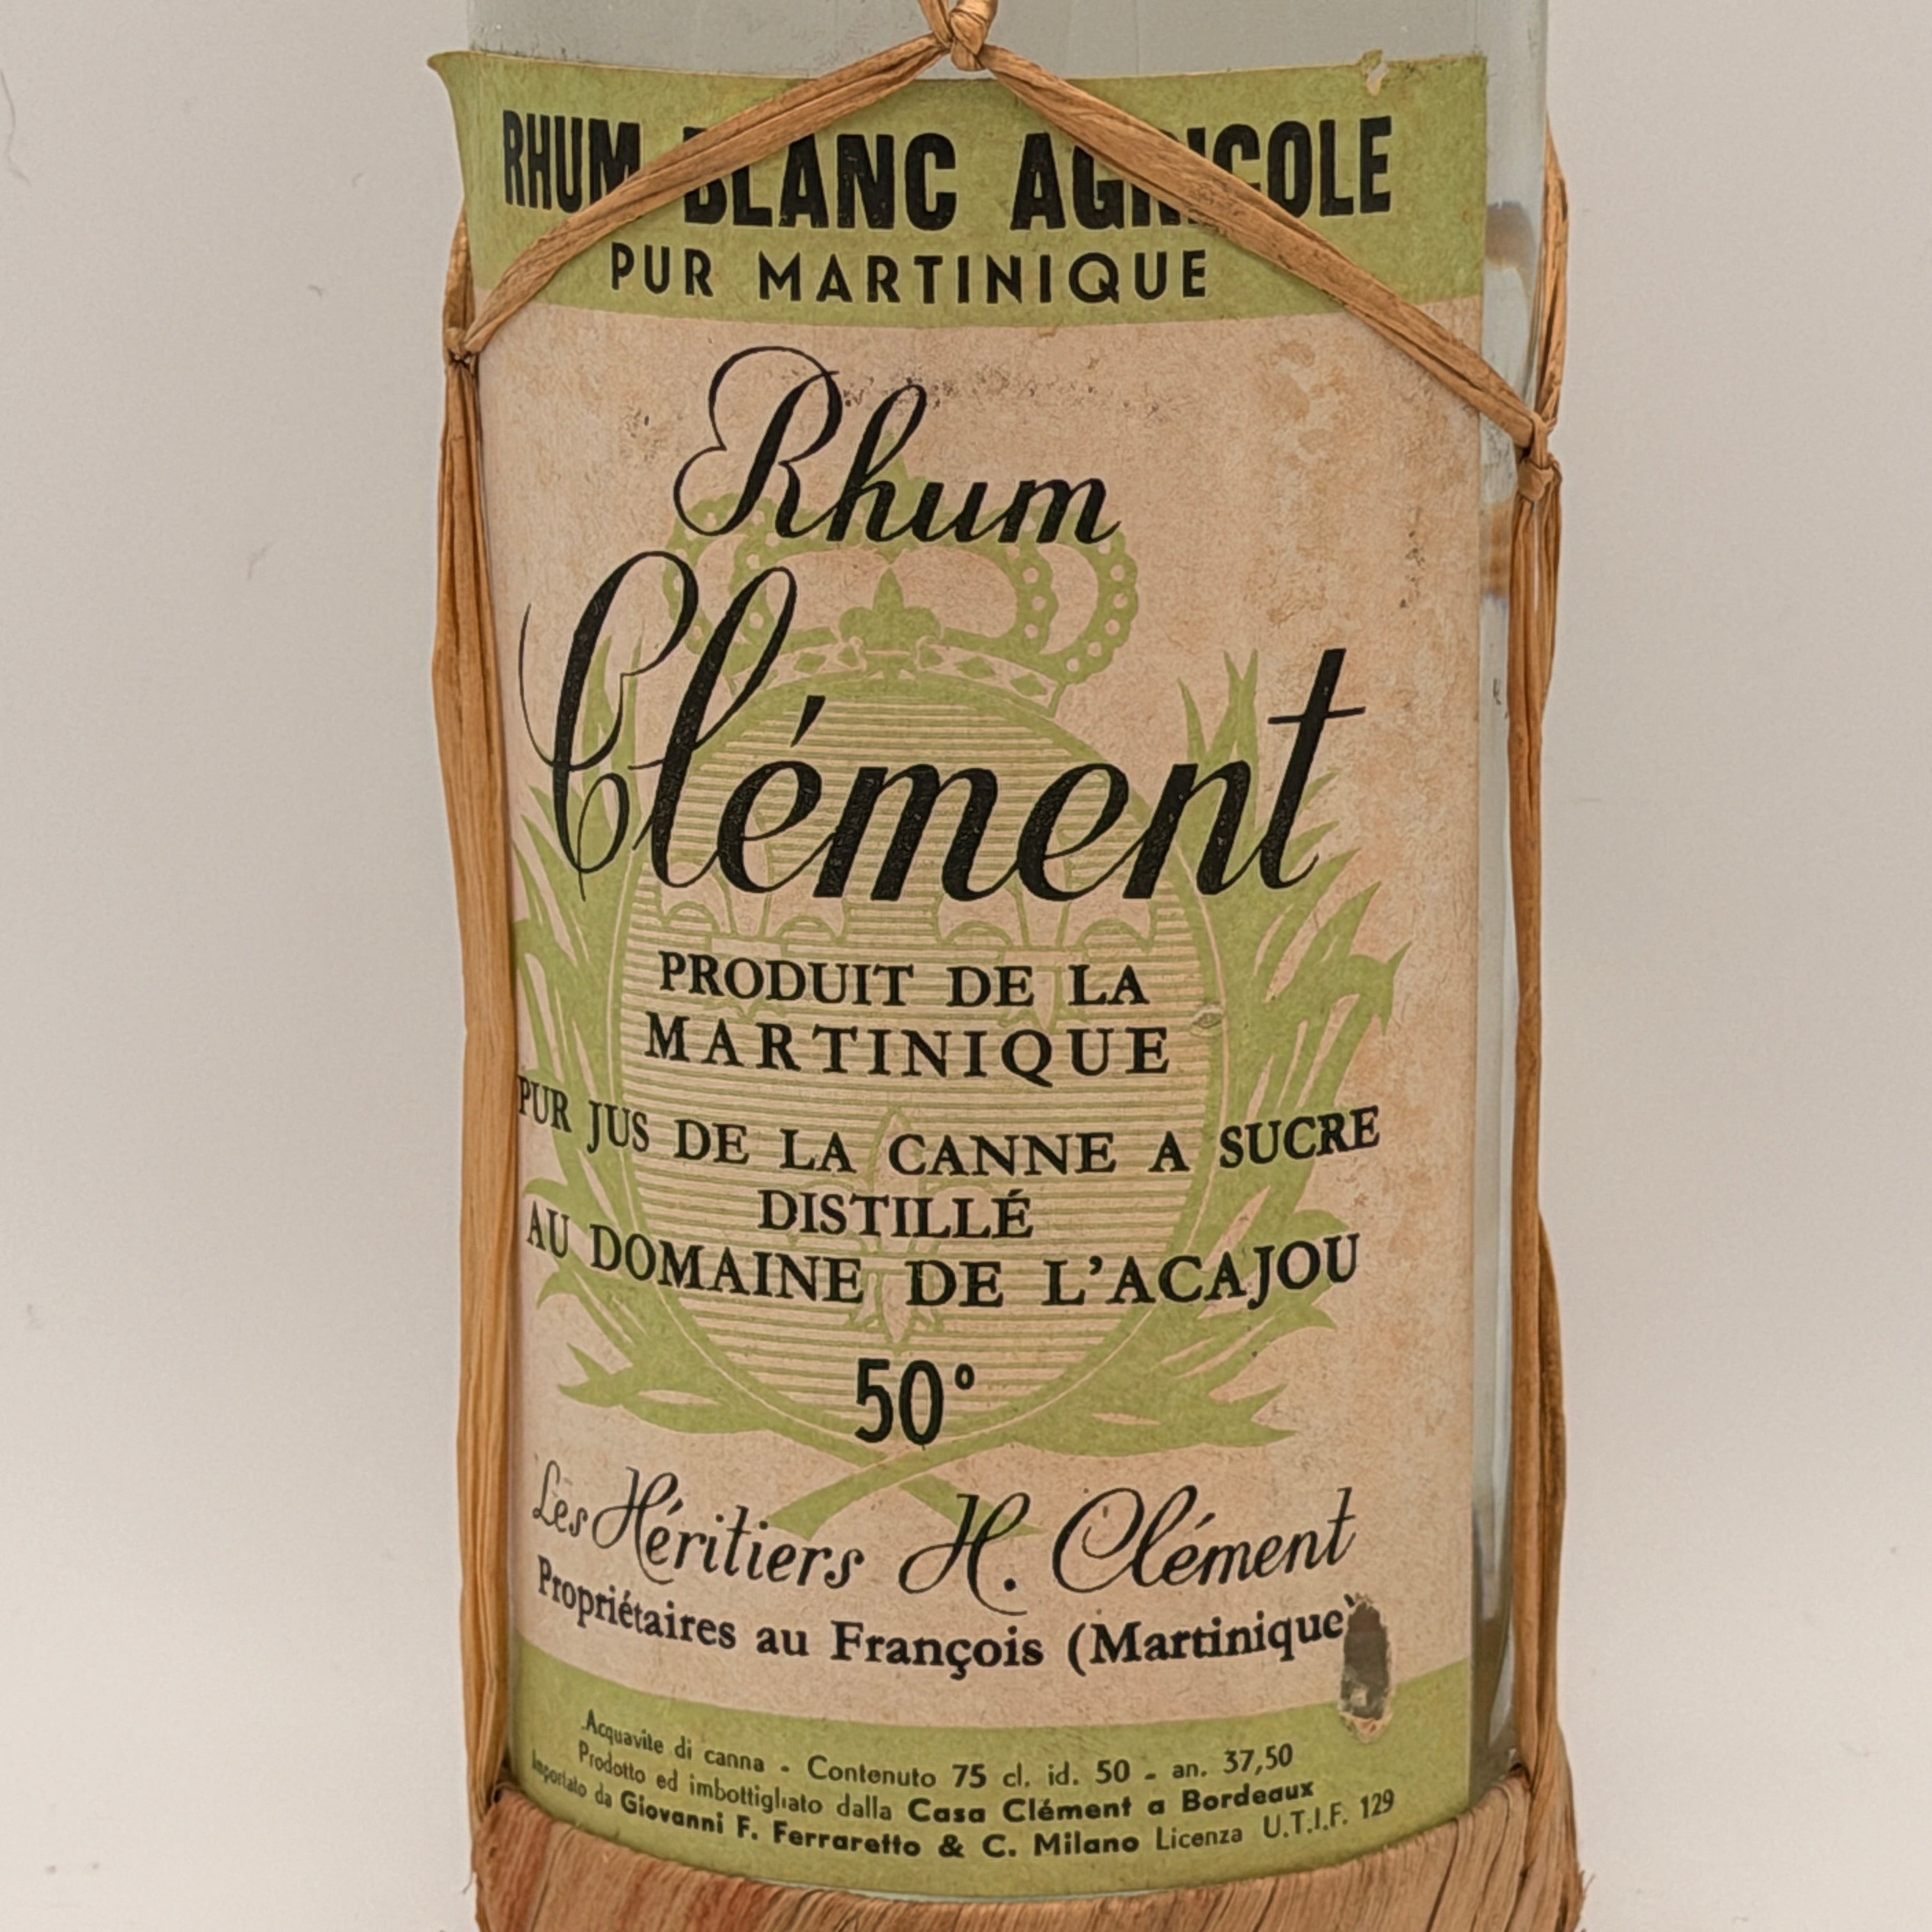 RHUM BLANC AGRICOLE
PUR MARTINIQUE
Rhum
Clément
PRODUIT DE LA
MARTINIQUE
PUR JUS DE LA CANNE A SUCRE
DISTILLÉ
AU DOMAINE DE L'ACAJOU
50°
Les Héritiers H. Clément
Propriétaires au François (Martinique)
Acquavite di canna - Contenuto 75 cl. id. 50 - an. 37,50
Prodotto ed imbottigliato dalla Casa Clément a Bordeaux
Importato da Giovanni F. Ferraretto & C. Milano Licenza U.T.I.F. 129